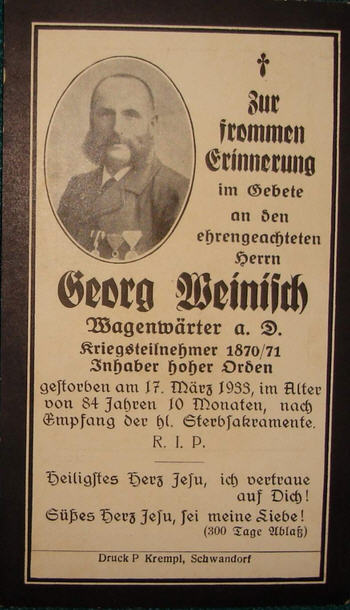 Zur
frommen
Erinnerung
im Gebete
an den
ehrengeachteten
Herrn
Georg Weinisch
Wagenwärter a. D.
Kriegsteilnehmer 1870/71
Inhaber hoher Orden
gestorben am 17. März 1933, im Alter
von 84 Jahren 10 Monaten, nach
Empfang der hl. Sterbsakramente.
R. I. P.
Heiligstes Herz Jesu, ich vertraue
auf Dich!
Süßes Herz Jesu, sei meine Liebe!
(300 Tage Ablaß)
Druck P Krempl, Schwandorf